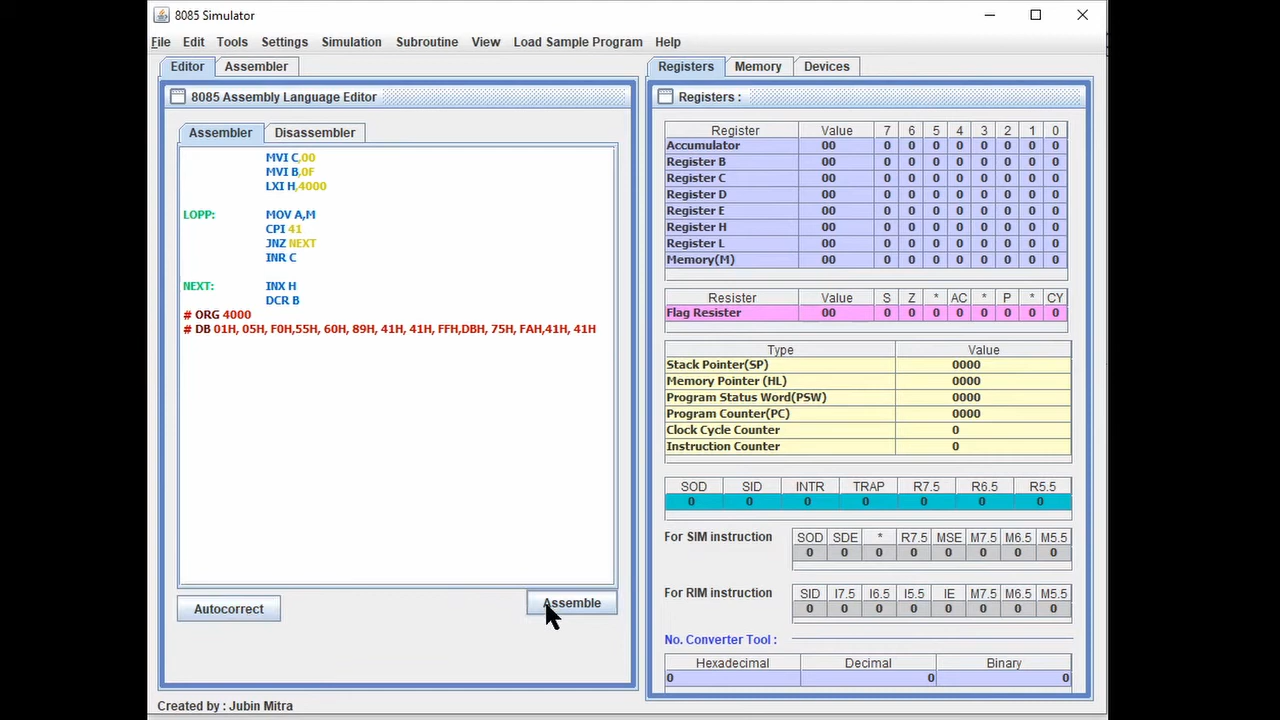 8085 Simulator
File Edit Tools Settings Simulation Subroutine View Load Sample Program Help
Editor Assembler
8085 Assembly Language Editor
Assembler Disassembler
MVI C,00
MVI B,0F
LXI H,4000
LOPP: MOV A,M
CPI 41
JNZ NEXT
INR C
NEXT: INX H
DCR B
# ORG 4000
# DB 01H, 05H, F0H,55H, 60H, 89H, 41H, 41H, FFH,DBH, 75H, FAH,41H, 41H
Autocorrect
Assemble
Created by : Jubin Mitra
Registers Memory Devices
Registers :
Register Value 7 6 5 4 3 2 1 0
Accumulator 00 0 0 0 0 0 0 0 0
Register B 00 0 0 0 0 0 0 0 0
Register C 00 0 0 0 0 0 0 0 0
Register D 00 0 0 0 0 0 0 0 0
Register E 00 0 0 0 0 0 0 0 0
Register H 00 0 0 0 0 0 0 0 0
Register L 00 0 0 0 0 0 0 0 0
Memory(M) 00 0 0 0 0 0 0 0 0
Resister Value S Z * AC * P * CY
Flag Resister 00 0 0 0 0 0 0 0 0
Type Value
Stack Pointer(SP) 0000
Memory Pointer (HL) 0000
Program Status Word(PSW) 0000
Program Counter(PC) 0000
Clock Cycle Counter 0
Instruction Counter 0
SOD SID INTR TRAP R7.5 R6.5 R5.5
0 0 0 0 0 0 0
For SIM instruction
SOD SDE * R7.5 MSE M7.5 M6.5 M5.5
0 0 0 0 0 0 0 0
For RIM instruction
SID I7.5 I6.5 I5.5 IE M7.5 M6.5 M5.5
0 0 0 0 0 0 0 0
No. Converter Tool :
Hexadecimal Decimal Binary
0 0 0